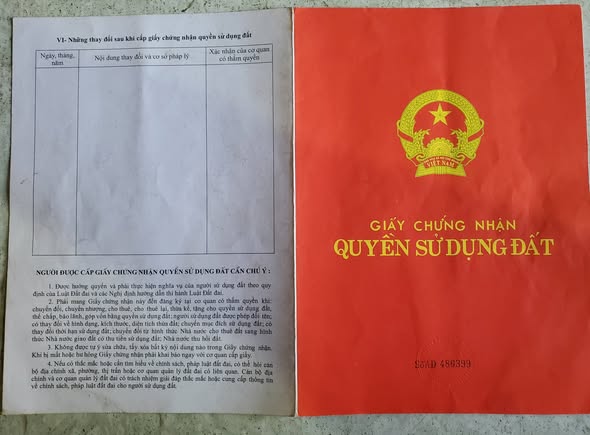 VI- Những thay đổi sau khi cấp giấy chứng nhận quyền sử dụng đất
Ngày, tháng, năm
Nội dung thay đổi và cơ sở pháp lý
Xác nhận của cơ quan có thẩm quyền
NGƯỜI ĐƯỢC CẤP GIẤY CHỨNG NHẬN QUYỀN SỬ DỤNG ĐẤT CẦN CHÚ Ý :
1. Được hưởng quyền và phải thực hiện nghĩa vụ của người sử dụng đất theo quy
định của Luật Đất đai và các Nghị định hướng dẫn thi hành Luật Đất đai.
2. Phải mang Giấy chứng nhận này đến đăng ký tại cơ quan có thẩm quyền khi:
chuyển đổi, chuyển nhượng, cho thuê, cho thuê lại, thừa kế, tặng cho quyền sử dụng đất,
thế chấp, bảo lãnh, góp vốn bằng quyền sử dụng đất; người sử dụng đất được phép đổi tên;
có thay đổi về hình dạng, kích thước, diện tích thửa đất; chuyển mục đích sử dụng đất; có
thay đổi thời hạn sử dụng đất; chuyển đổi từ hình thức Nhà nước cho thuê đất sang hình
thức Nhà nước giao đất có thu tiền sử dụng đất; Nhà nước thu hồi đất.
3. Không được tự ý sửa chữa, tẩy xóa bất kỳ nội dung nào trong Giấy chứng nhận.
Khi bị mất hoặc hư hỏng Giấy chứng nhận phải khai báo ngay với cơ quan cấp giấy.
4. Nếu có thắc mắc hoặc cần tìm hiểu về chính sách, pháp luật đất đai, có thể hỏi cán
bộ địa chính xã, phường, thị trấn hoặc cơ quan quản lý đất đai có liên quan. Cán bộ địa
chính và cơ quan quản lý đất đai có trách nhiệm giải đáp thắc mắc hoặc cung cấp thông tin
về chính sách, pháp luật đất đai cho người sử dụng đất.
VIỆT NAM
GIẤY CHỨNG NHẬN
QUYỀN SỬ DỤNG ĐẤT
486399